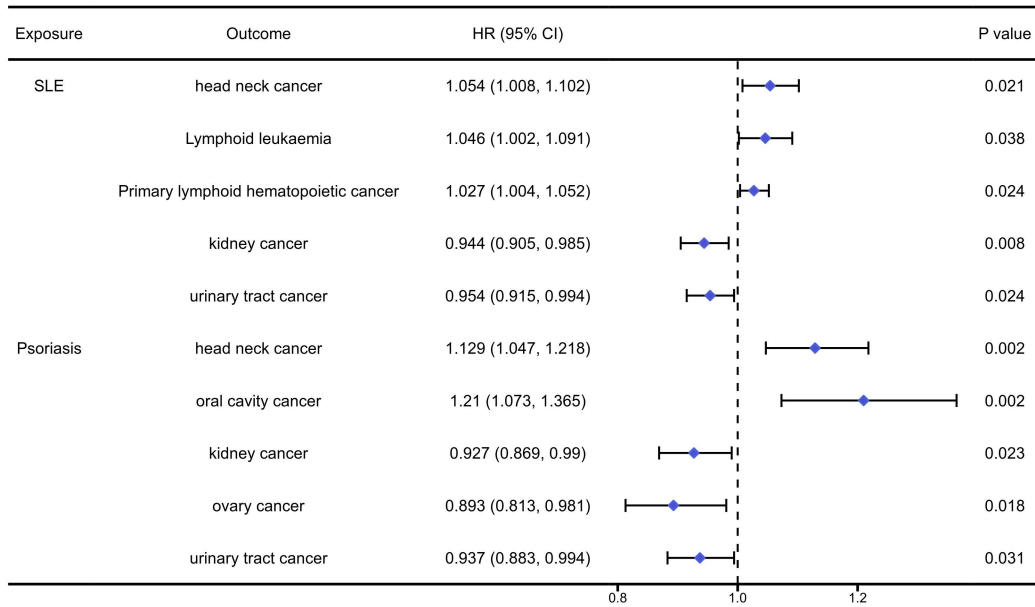 Exposure Outcome HR (95% CI) P value
SLE head neck cancer 1.054 (1.008, 1.102) 0.021
Lymphoid leukaemia 1.046 (1.002, 1.091) 0.038
Primary lymphoid hematopoietic cancer 1.027 (1.004, 1.052) 0.024
kidney cancer 0.944 (0.905, 0.985) 0.008
urinary tract cancer 0.954 (0.915, 0.994) 0.024
Psoriasis head neck cancer 1.129 (1.047, 1.218) 0.002
oral cavity cancer 1.21 (1.073, 1.365) 0.002
kidney cancer 0.927 (0.869, 0.99) 0.023
ovary cancer 0.893 (0.813, 0.981) 0.018
urinary tract cancer 0.937 (0.883, 0.994) 0.031
0.8 1.0 1.2